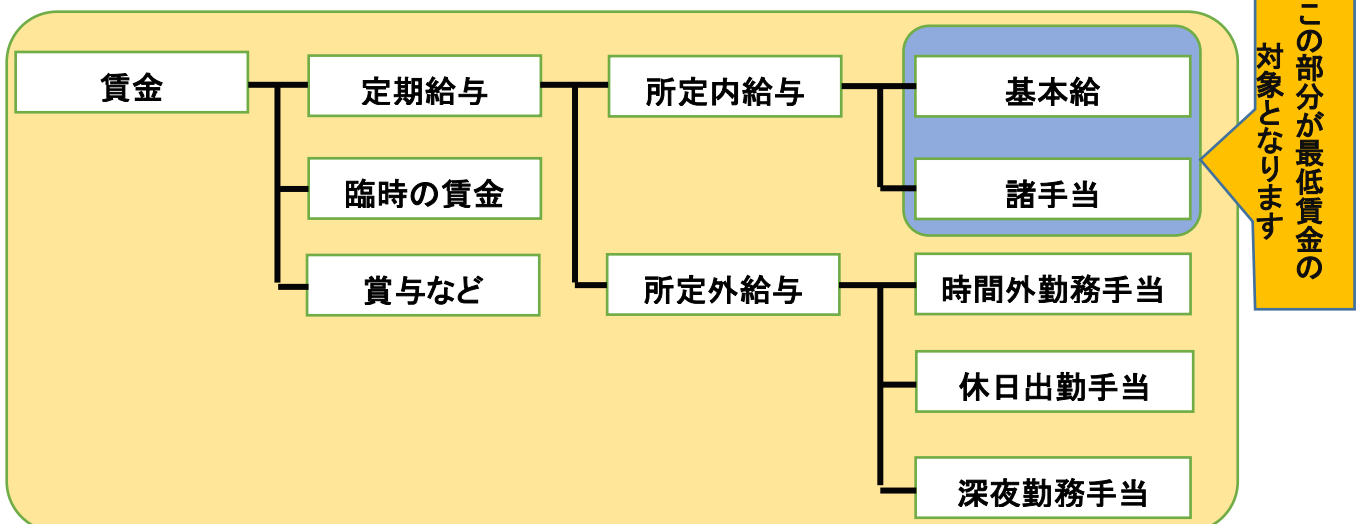 賃金
定期給与
所定内給与
基本給
諸手当
臨時の賃金
賞与など
所定外給与
時間外勤務手当
休日出勤手当
深夜勤務手当
この部分が最低賃金の
対象となります